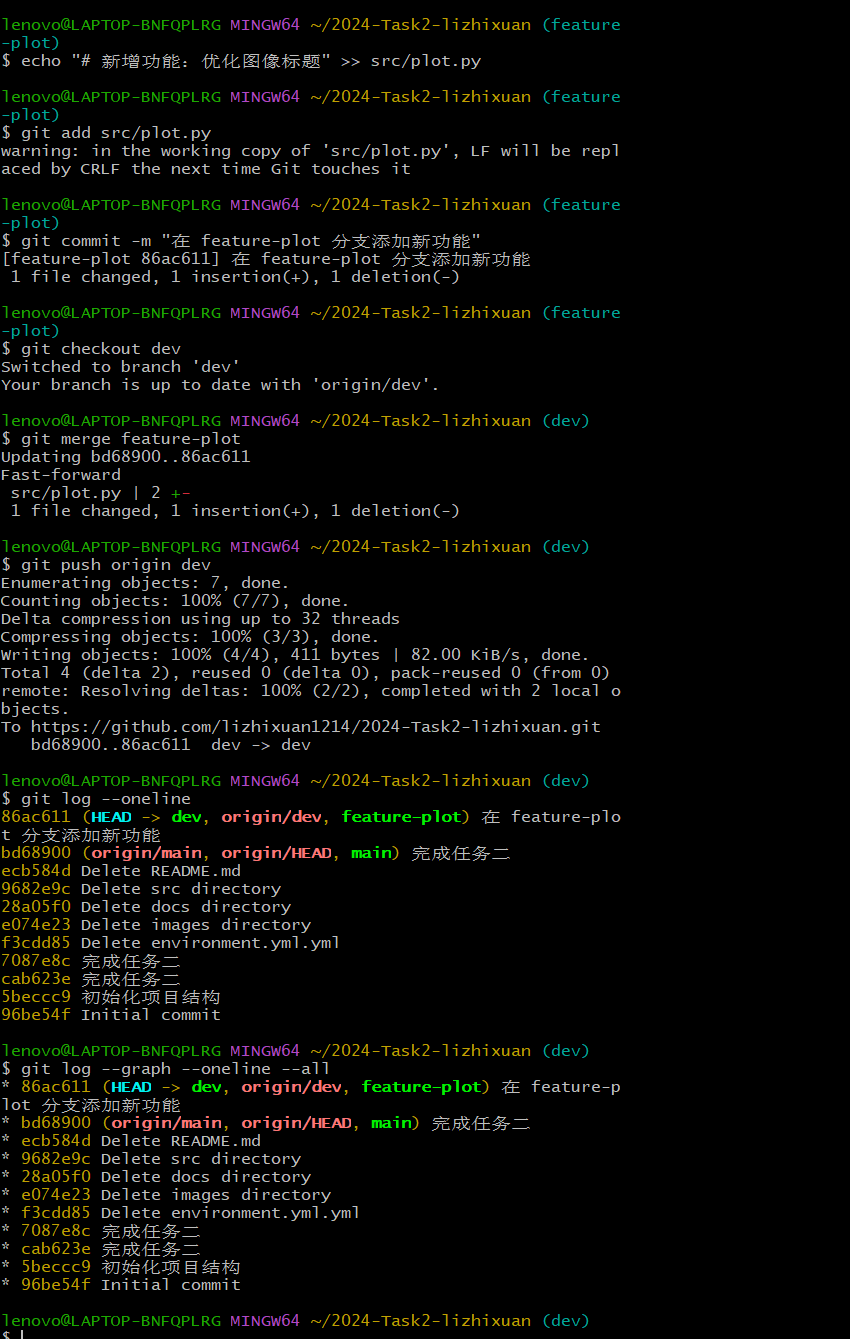 lenovo@LAPTOP-BNFQPLRG MINGW64 ~/2024-Task2-lizhixuan (feature
-plot)
$ echo "# 新增功能：优化图像标题" >> src/plot.py
lenovo@LAPTOP-BNFQPLRG MINGW64 ~/2024-Task2-lizhixuan (feature
-plot)
$ git add src/plot.py
warning: in the working copy of 'src/plot.py', LF will be repl
aced by CRLF the next time Git touches it
lenovo@LAPTOP-BNFQPLRG MINGW64 ~/2024-Task2-lizhixuan (feature
-plot)
$ git commit -m "在 feature-plot 分支添加新功能"
[feature-plot 86ac611] 在 feature-plot 分支添加新功能
 1 file changed, 1 insertion(+), 1 deletion(-)
lenovo@LAPTOP-BNFQPLRG MINGW64 ~/2024-Task2-lizhixuan (feature
-plot)
$ git checkout dev
Switched to branch 'dev'
Your branch is up to date with 'origin/dev'.
lenovo@LAPTOP-BNFQPLRG MINGW64 ~/2024-Task2-lizhixuan (dev)
$ git merge feature-plot
Updating bd68900..86ac611
Fast-forward
 src/plot.py | 2 +-
 1 file changed, 1 insertion(+), 1 deletion(-)
lenovo@LAPTOP-BNFQPLRG MINGW64 ~/2024-Task2-lizhixuan (dev)
$ git push origin dev
Enumerating objects: 7, done.
Counting objects: 100% (7/7), done.
Delta compression using up to 32 threads
Compressing objects: 100% (3/3), done.
Writing objects: 100% (4/4), 411 bytes | 82.00 KiB/s, done.
Total 4 (delta 2), reused 0 (delta 0), pack-reused 0 (from 0)
remote: Resolving deltas: 100% (2/2), completed with 2 local o
bjects.
To https://github.com/lizhixuan1214/2024-Task2-lizhixuan.git
   bd68900..86ac611  dev -> dev
lenovo@LAPTOP-BNFQPLRG MINGW64 ~/2024-Task2-lizhixuan (dev)
$ git log --oneline
86ac611 (HEAD -> dev, origin/dev, feature-plot) 在 feature-plo
t 分支添加新功能
bd68900 (origin/main, origin/HEAD, main) 完成任务二
ecb584d Delete README.md
9682e9c Delete src directory
28a05f0 Delete docs directory
e074e23 Delete images directory
f3cdd85 Delete environment.yml.yml
7087e8c 完成任务二
cab623e 完成任务二
5beccc9 初始化项目结构
96be54f Initial commit
lenovo@LAPTOP-BNFQPLRG MINGW64 ~/2024-Task2-lizhixuan (dev)
$ git log --graph --oneline --all
* 86ac611 (HEAD -> dev, origin/dev, feature-plot) 在 feature-p
lot 分支添加新功能
* bd68900 (origin/main, origin/HEAD, main) 完成任务二
* ecb584d Delete README.md
* 9682e9c Delete src directory
* 28a05f0 Delete docs directory
* e074e23 Delete images directory
* f3cdd85 Delete environment.yml.yml
* 7087e8c 完成任务二
* cab623e 完成任务二
* 5beccc9 初始化项目结构
* 96be54f Initial commit
lenovo@LAPTOP-BNFQPLRG MINGW64 ~/2024-Task2-lizhixuan (dev)
$